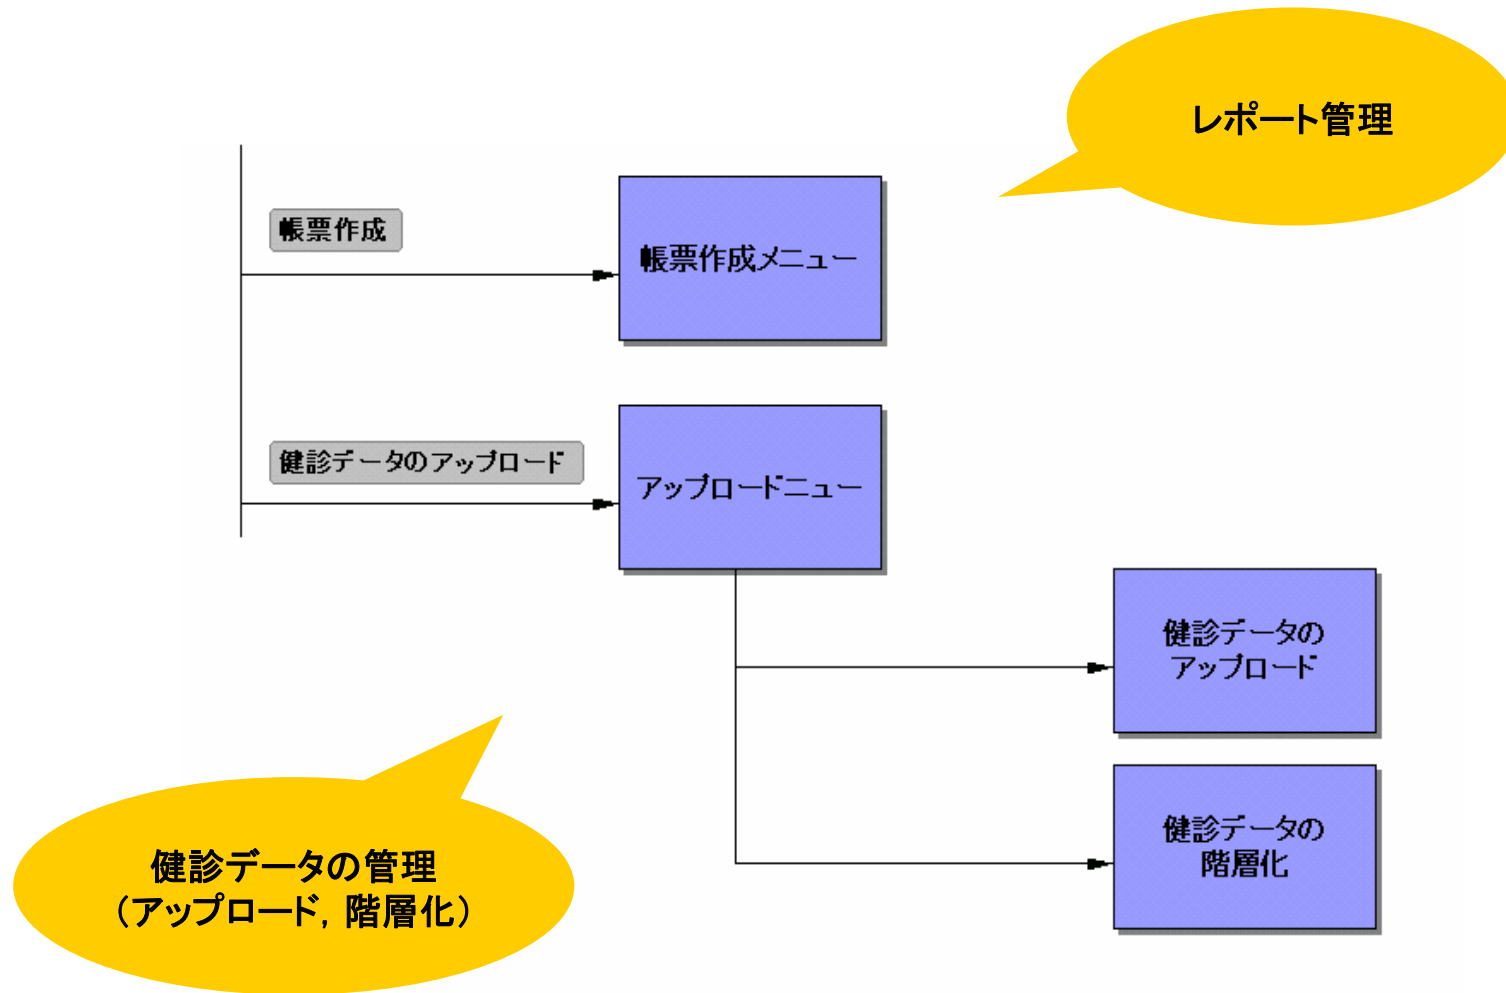 レポート管理
帳票作成
帳票作成メニュー
健診データのアップロード
アップロードニュー
健診データの
アップロード
健診データの
階層化
健診データの管理
（アップロード，階層化）